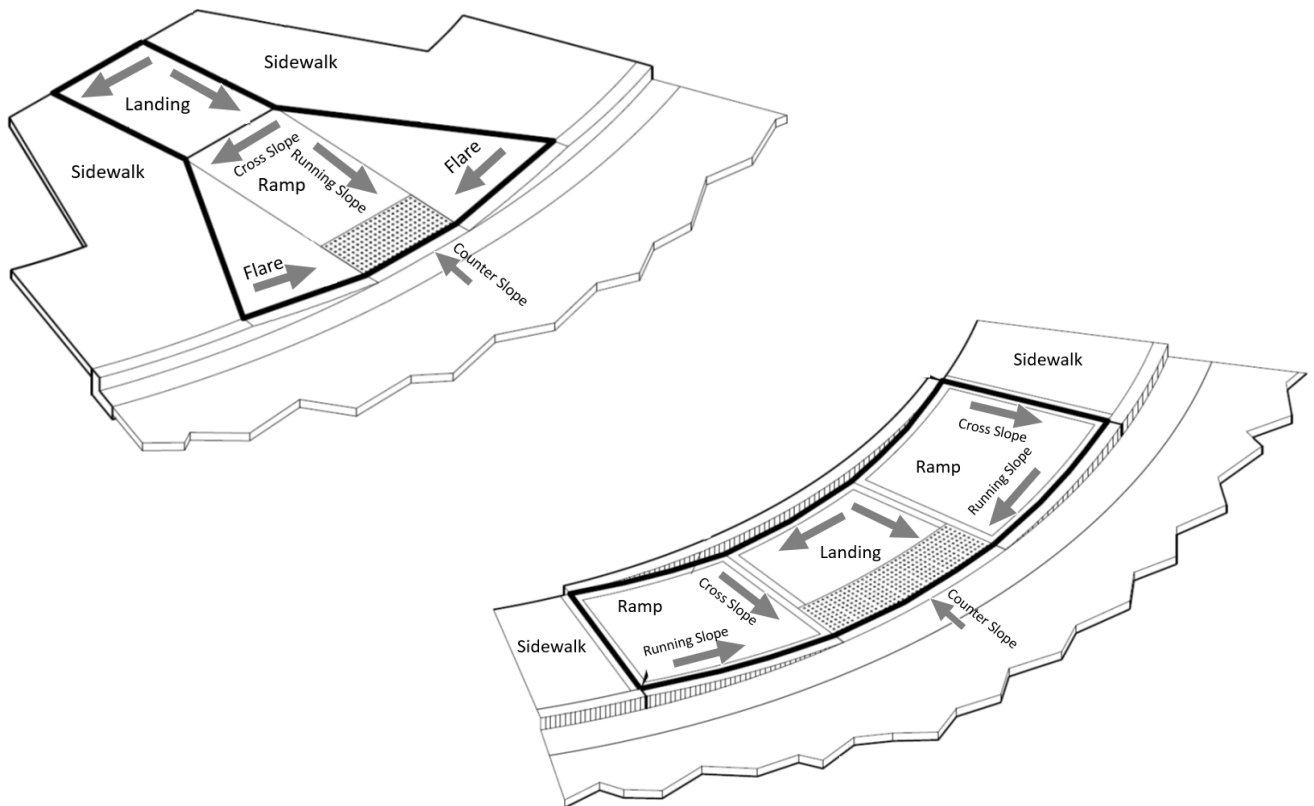 Sidewalk
Landing
Sidewalk
Cross Slope
Running Slope
Ramp
Flare
Flare
Counter Slope
Sidewalk
Cross Slope
Ramp
Running Slope
Landing
Ramp
Cross Slope
Running Slope
Sidewalk
Counter Slope